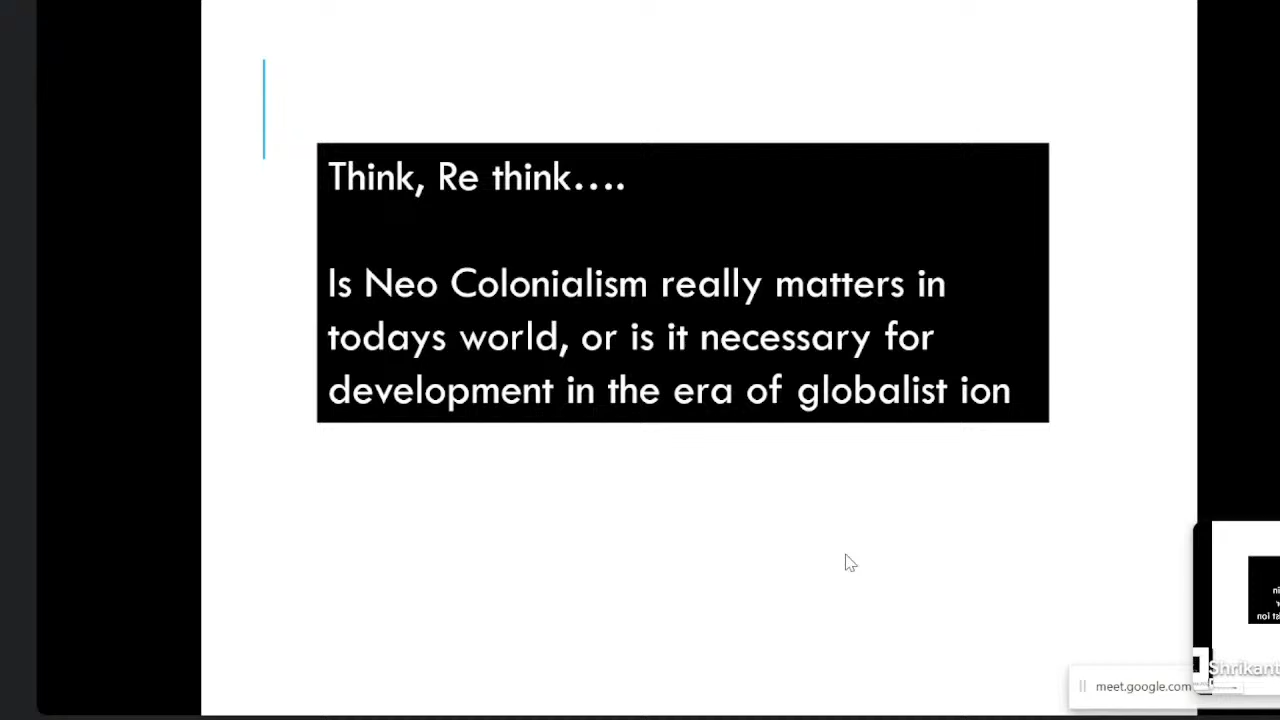 Think, Re think....
Is Neo Colonialism really matters in
todays world, or is it necessary for
development in the era of globalist ion
meet.google.com
Shrikant